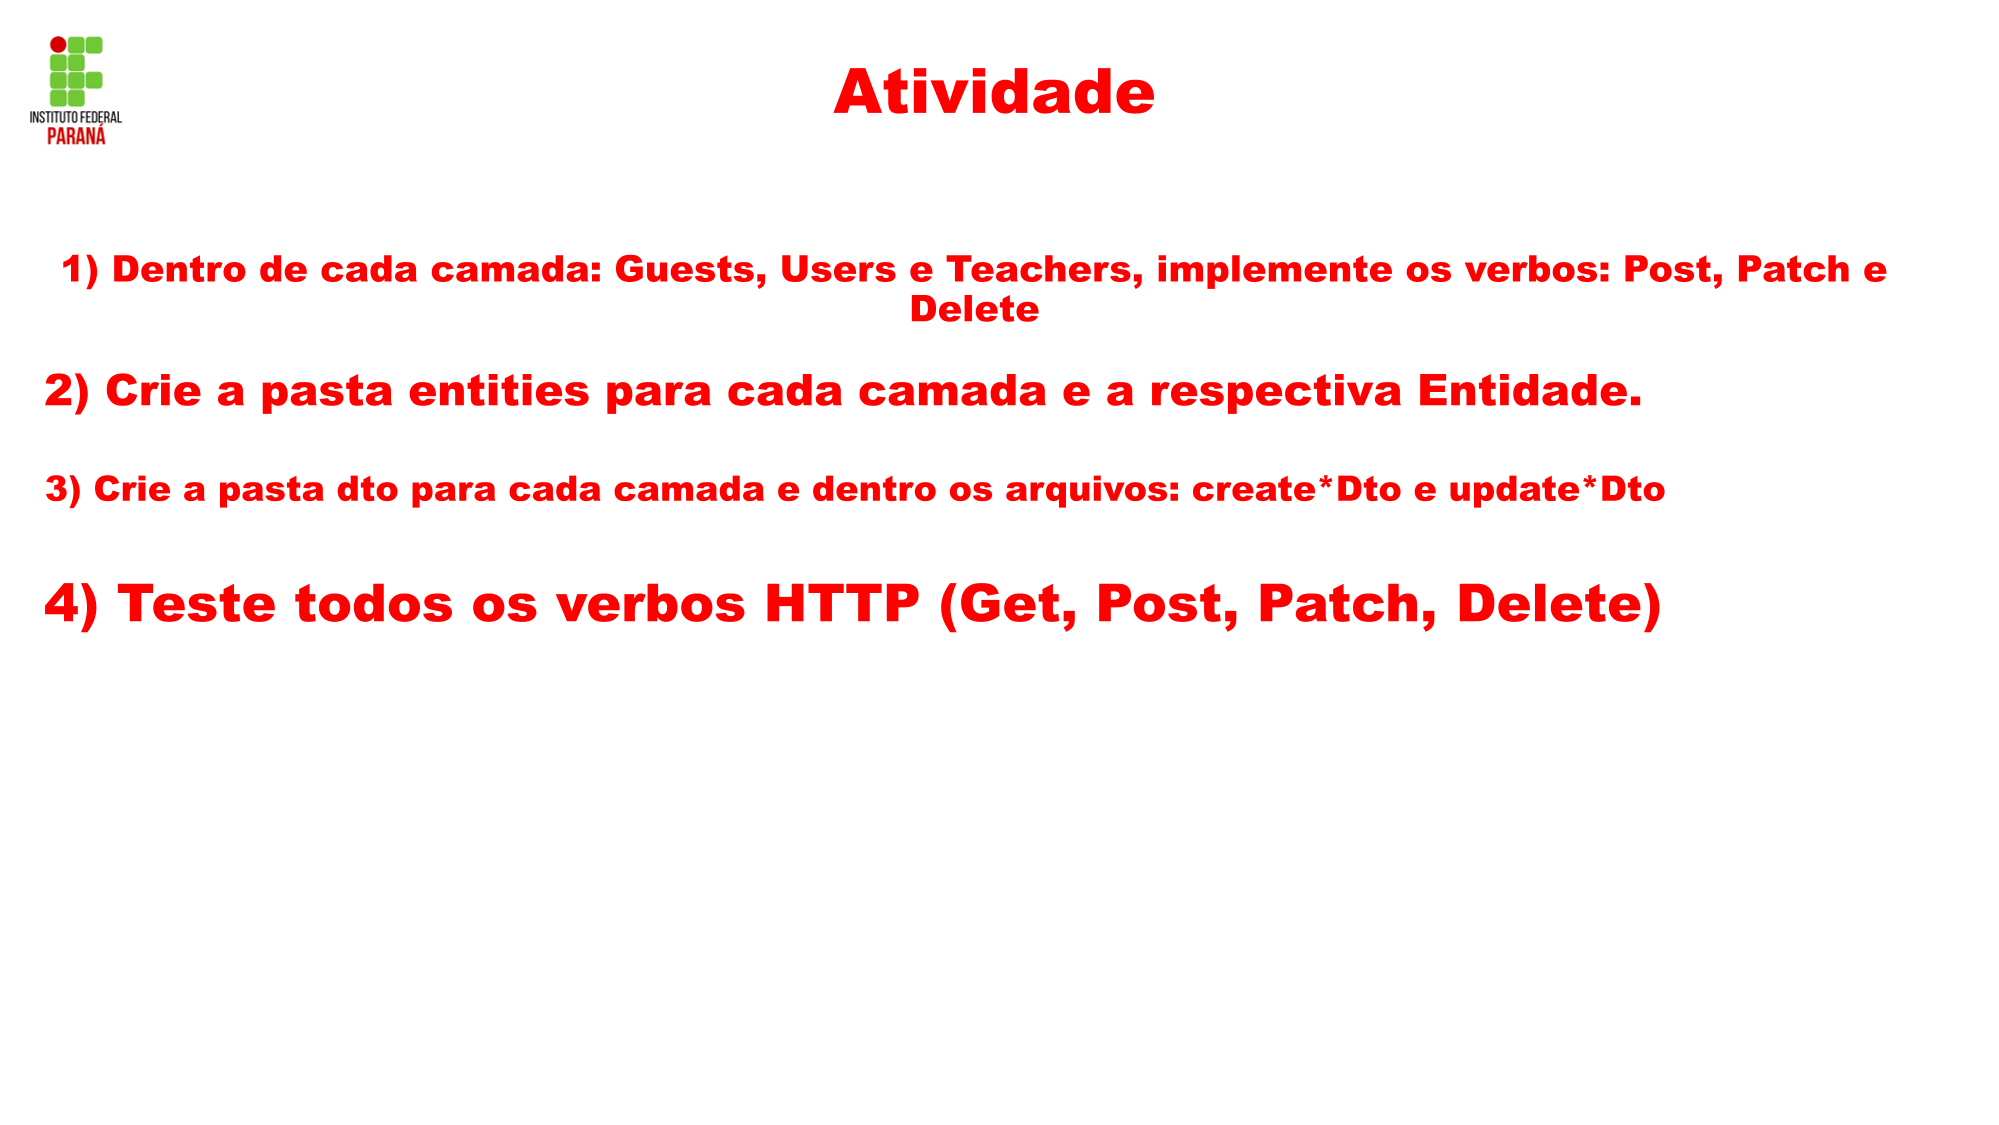 INSTITUTO FEDERAL
PARANÁ
Atividade
1) Dentro de cada camada: Guests, Users e Teachers, implemente os verbos: Post, Patch e
Delete
2) Crie a pasta entities para cada camada e a respectiva Entidade.
3) Crie a pasta dto para cada camada e dentro os arquivos: create*Dto e update*Dto
4) Teste todos os verbos HTTP (Get, Post, Patch, Delete)